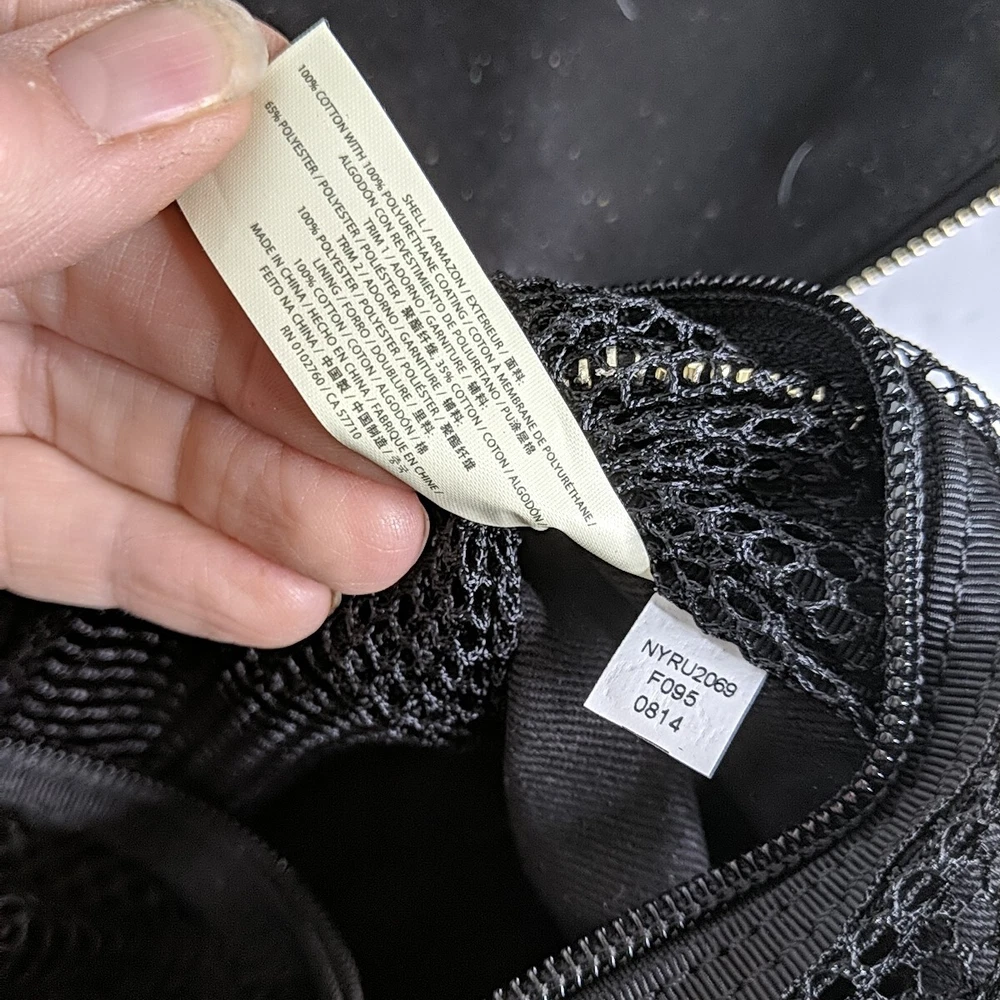 SHELL / ARMAZON / EXTERIEUR 面料:
100% COTTON WITH 100% POLYURETHANE COATING / COTON A MEMBRANE DE POLYURÉTHANE /
ALGODÓN CON REVESTIMIENTO DE POLIURETANO / PU涂层棉
TRIM 1 / ADORNO / GARNITURE / 辅料:
65% POLYESTER / POLYESTER / POLIÉSTER / 聚酯纤维 35% COTTON / COTON / ALGODÓN /
TRIM 2 / ADORNO / GARNITURE / 辅料:
100% POLYESTER / POLYESTER / POLIÉSTER / 聚酯纤维
LINING / FORRO / DOUBLURE / 里料:
100% COTTON / COTON / ALGODÓN / 棉
MADE IN CHINA / HECHO EN CHINA / FABRIQUE EN CHINE /
FEITO NA CHINA / 中国製 / 中国制造 /
RN 0102760 / CA 57710
NYRU2069
F095
0814